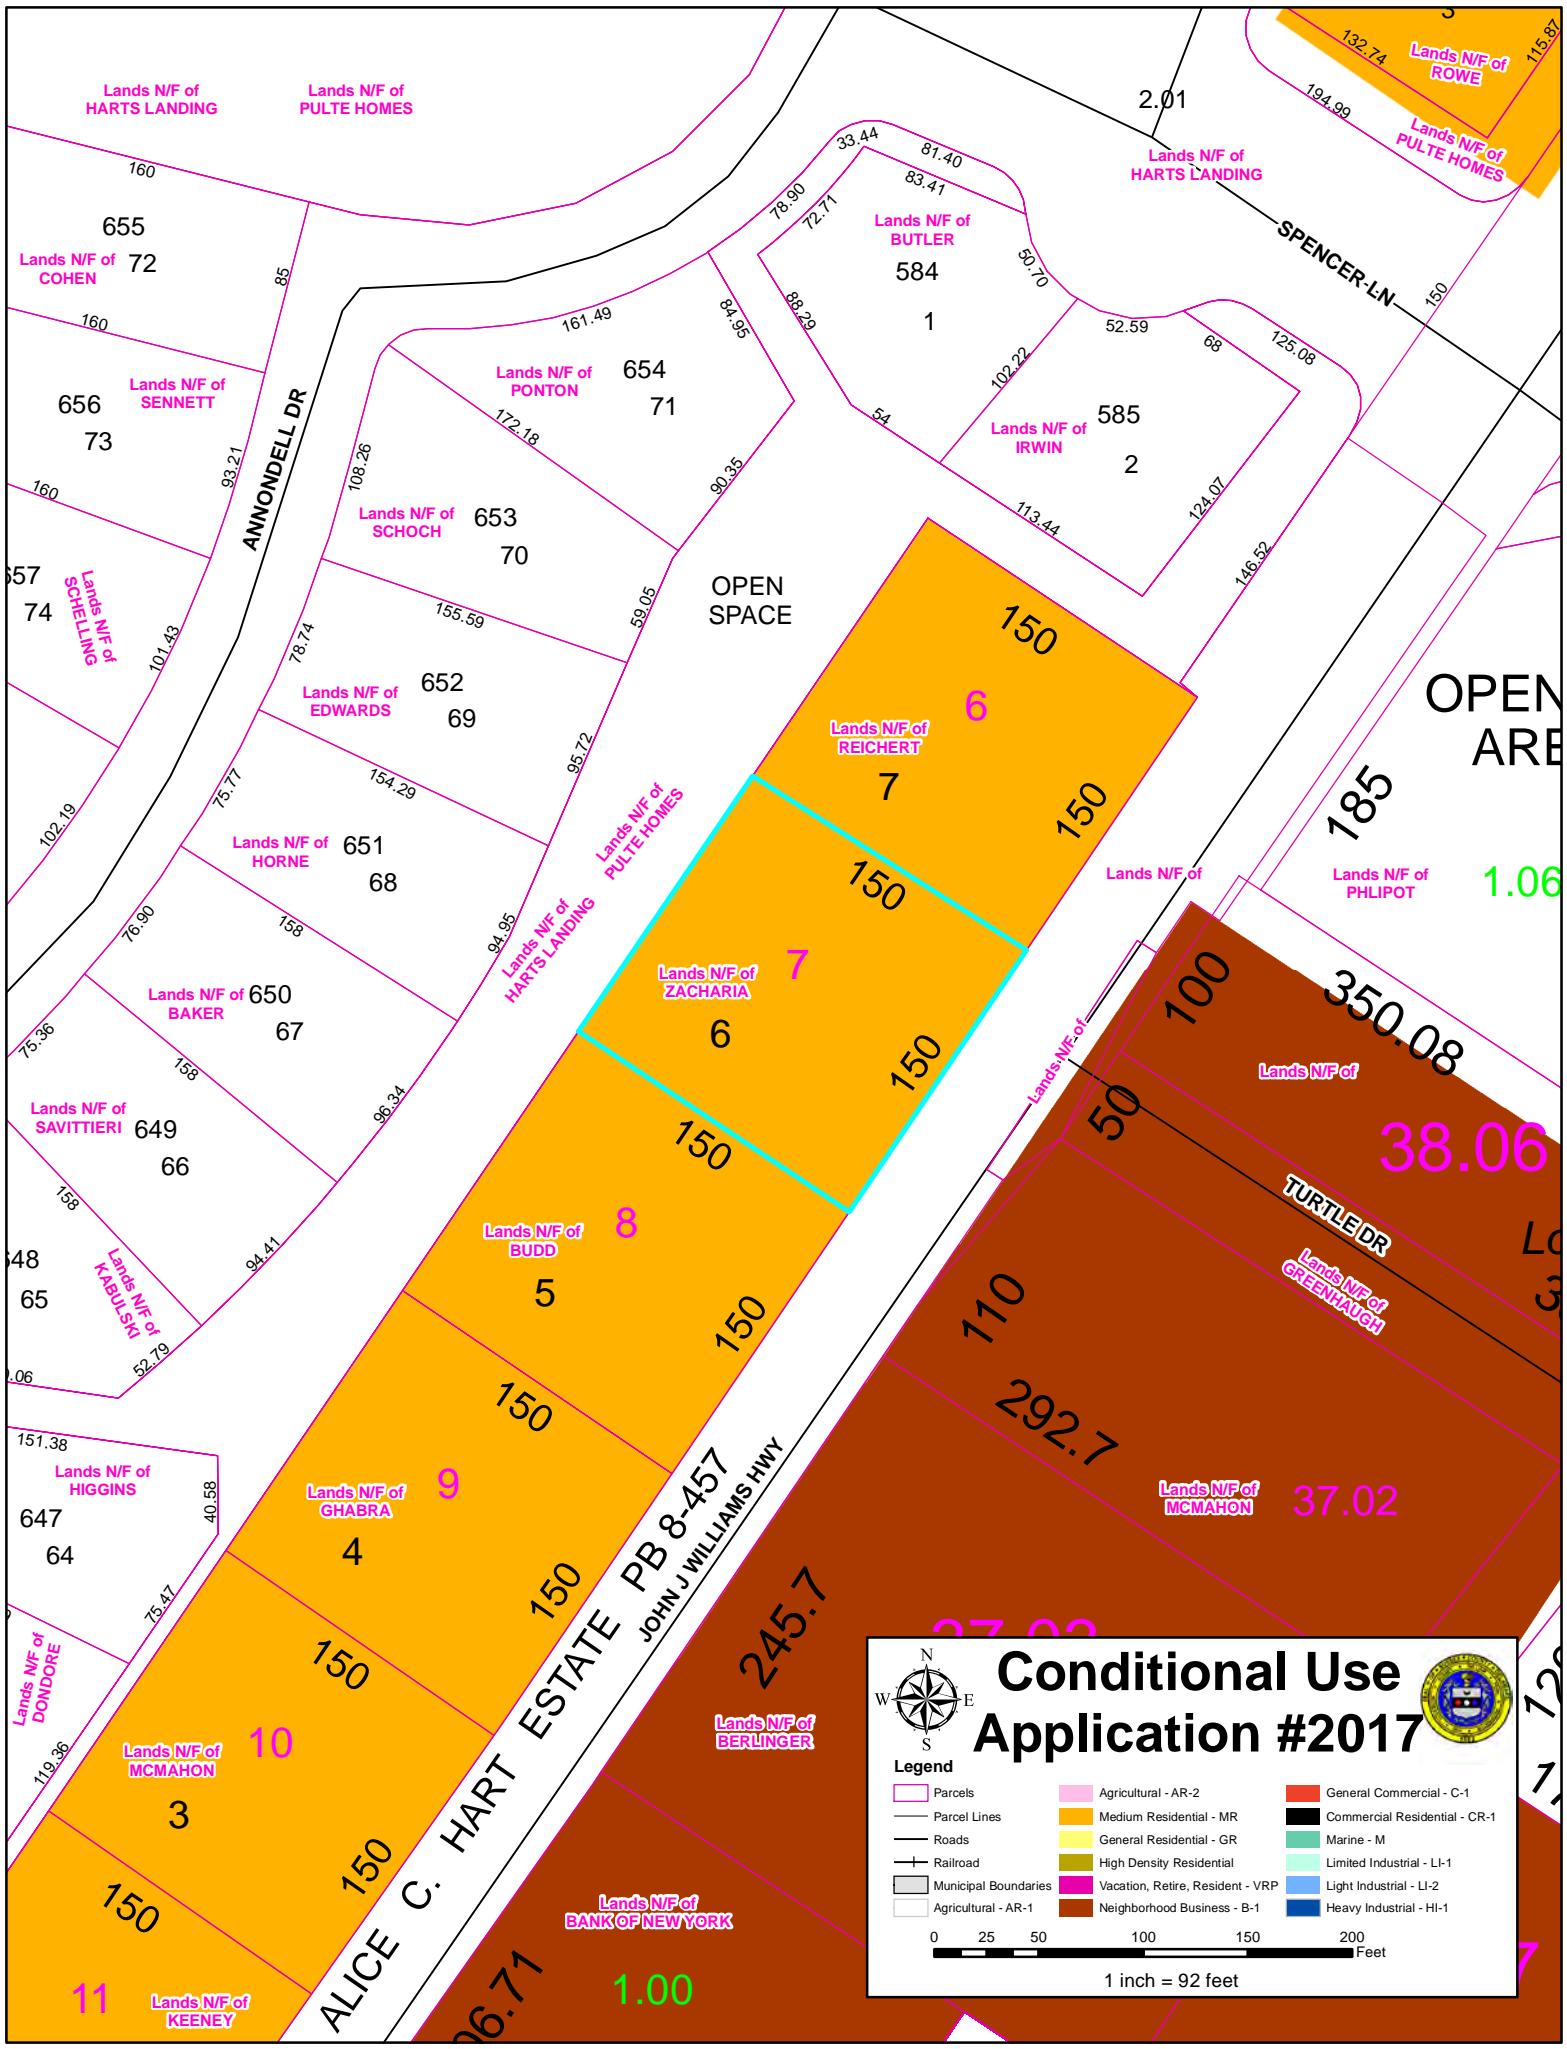 Lands N/F of
HARTS LANDING
Lands N/F of
PULTE HOMES
160
655
72
Lands N/F of
COHEN
85
160
656
73
Lands N/F of
SENNETT
93.21
160
657
74
Lands N/F of
SCHELLING
101.43
102.19
ANNONDELL DR
33.44
81.40
83.41
78.90
72.71
Lands N/F of
BUTLER
584
1
50.70
88.29
84.95
161.49
102.22
52.59
68
125.08
54
585
2
Lands N/F of
IRWIN
113.44
124.07
146.52
2.01
Lands N/F of
HARTS LANDING
SPENCER LN
132.74
115.87
Lands N/F of
ROWE
194.99
Lands N/F of
PULTE HOMES
150
Lands N/F of
PONTON
654
71
172.18
90.35
108.26
Lands N/F of
SCHOCH
653
70
155.59
59.05
OPEN
SPACE
78.74
Lands N/F of
EDWARDS
652
69
95.72
154.29
75.77
Lands N/F of
HORNE
651
68
94.95
158
76.90
Lands N/F of
BAKER
650
67
158
75.36
96.34
Lands N/F of
SAVITTIERI
649
66
158
94.41
65
Lands N/F of
KABULSKI
52.79
151.38
Lands N/F of
HIGGINS
647
64
40.58
75.47
Lands N/F of
DONDORE
119.36
Lands N/F of
PULTE HOMES
Lands N/F of
HARTS LANDING
150
6
Lands N/F of
REICHERT
7
150
150
7
Lands N/F of
ZACHARIA
6
150
150
8
Lands N/F of
BUDD
5
150
150
9
Lands N/F of
GHABRA
4
150
150
10
Lands N/F of
MCMAHON
3
150
150
11
Lands N/F of
KEENEY
ALICE C. HART ESTATE PB 8-457
JOHN J WILLIAMS HWY
OPEN
185
Lands N/F of
Lands N/F of
PHLIPOT
1.06
100
350.08
Lands N/F of
Lands N/F of
50
38.06
TURTLE DR
Lands N/F of
GREENHAUGH
110
292.7
Lands N/F of
MCMAHON
37.02
245.7
Lands N/F of
BERLINGER
Lands N/F of
BANK OF NEW YORK
1.00
06.71
Conditional Use
Application #2017
N
W E
S
Legend
Parcels
Parcel Lines
Roads
Railroad
Municipal Boundaries
Agricultural - AR-1
Agricultural - AR-2
Medium Residential - MR
General Residential - GR
High Density Residential
Vacation, Retire, Resident - VRP
Neighborhood Business - B-1
General Commercial - C-1
Commercial Residential - CR-1
Marine - M
Limited Industrial - LI-1
Light Industrial - LI-2
Heavy Industrial - HI-1
0 25 50 100 150 200
Feet
1 inch = 92 feet